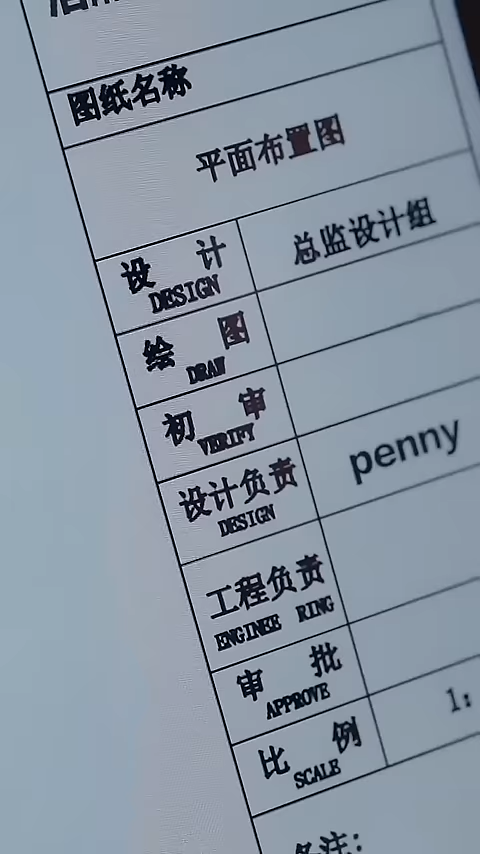 图纸名称
平面布置图
设 计 总监设计组
DESIGN
绘 图
DRAW
初 审
VERIFY
设计负责 penny
DESIGN
工程负责
ENGINEE RING
审 批
APPROVE
比 例 1:
SCALE
备注: